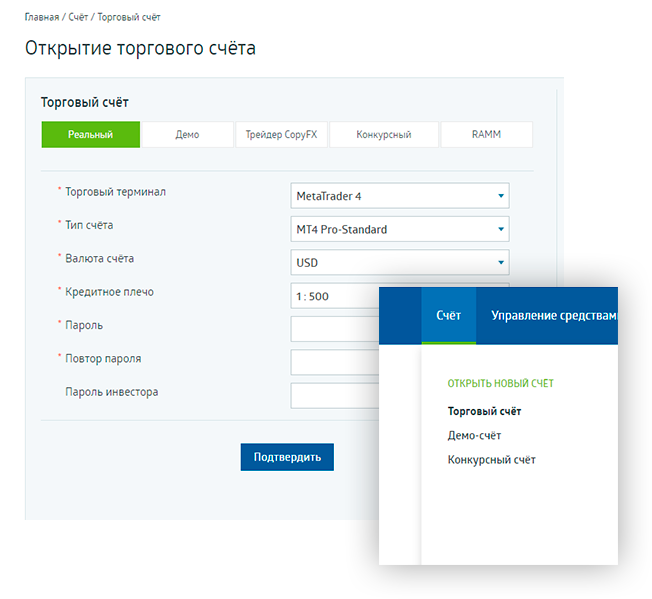 Главная / Счёт / Торговый счёт
Открытие торгового счёта
Торговый счёт
Реальный Демо Трейдер CopyFX Конкурсный RAMM
* Торговый терминал MetaTrader 4
* Тип счёта MT4 Pro-Standard
* Валюта счёта USD
* Кредитное плечо 1 : 500
* Пароль
* Повтор пароля
Пароль инвестора
Подтвердить
Счёт Управление средствами
ОТКРЫТЬ НОВЫЙ СЧЁТ
Торговый счёт
Демо-счёт
Конкурсный счёт